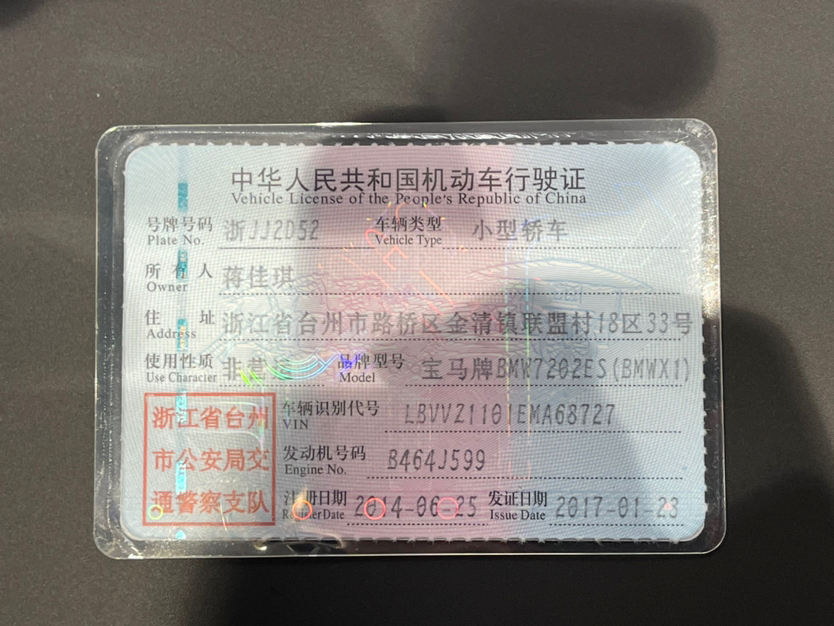 中华人民共和国机动车行驶证
Vehicle License of the People's Republic of China
号牌号码 浙JJ2D52 车辆类型 小型轿车
Plate No. Vehicle Type
所有人 蒋佳琪
Owner
住址 浙江省台州市路桥区金清镇联盟村18区33号
Address
使用性质 非营 品牌型号 宝马牌BMW7202ES(BMWX1)
Use Character Model
浙江省台州
市公安局交
通警察支队
车辆识别代号 LBVVZ1101EMA68727
VIN
发动机号码 B464J599
Engine No.
注册日期 2014-06-25 发证日期 2017-01-23
Register Date Issue Date